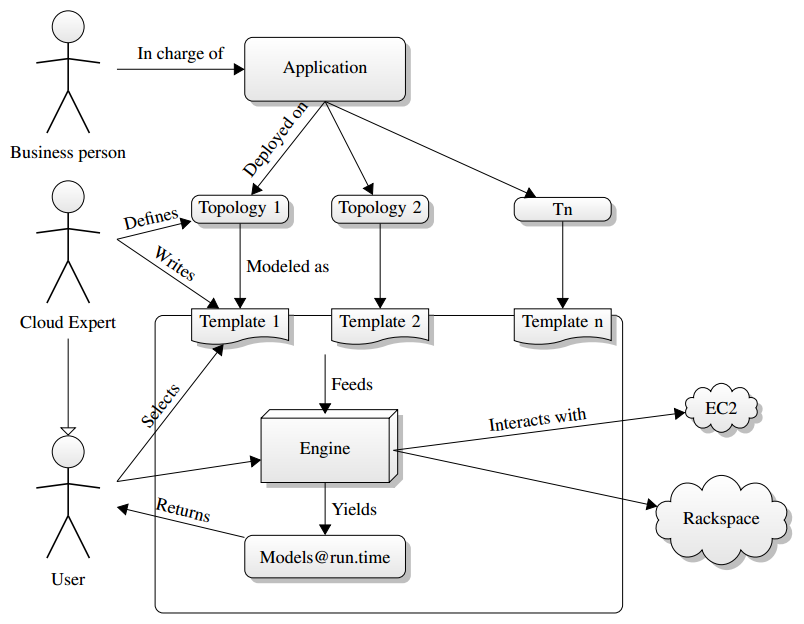 In charge of
Application
Business person
Deployed on
Topology 1
Topology 2
Tn
Defines
Writes
Modeled as
Cloud Expert
Template 1
Template 2
Template n
Selects
Feeds
Interacts with
EC2
Engine
Returns
Yields
Rackspace
Models@run.time
User